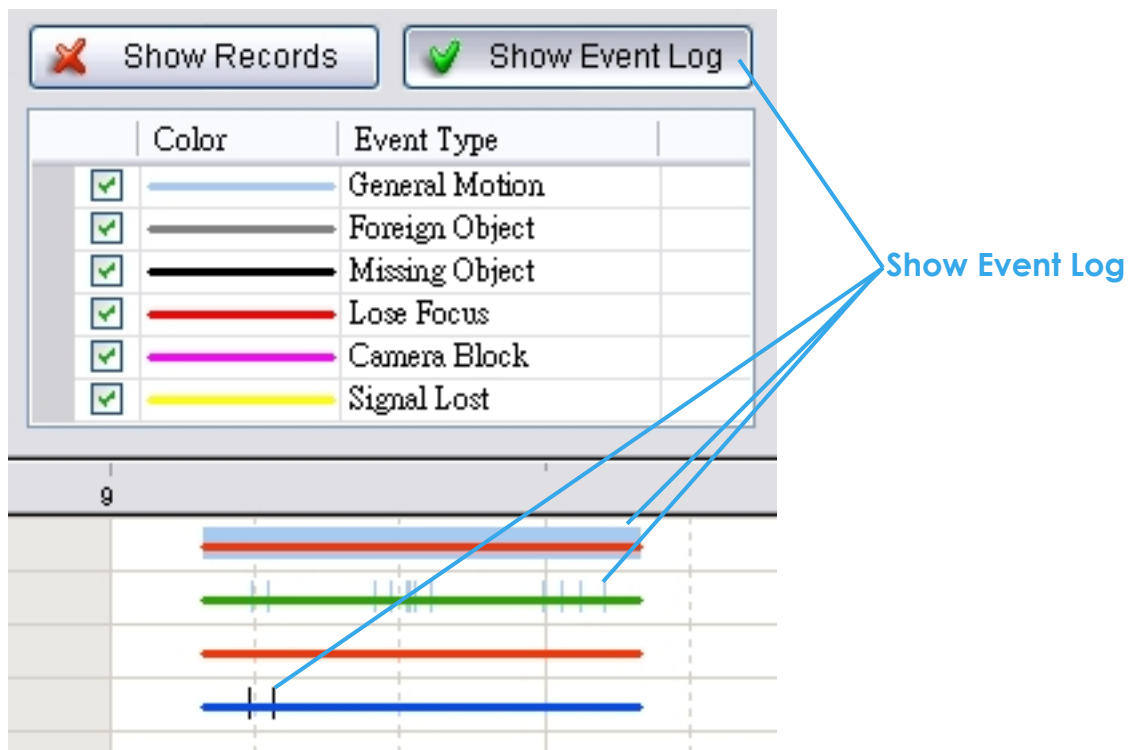 Show Records Show Event Log
Color Event Type
General Motion
Foreign Object
Missing Object
Lose Focus
Camera Block
Signal Lost
Show Event Log
9